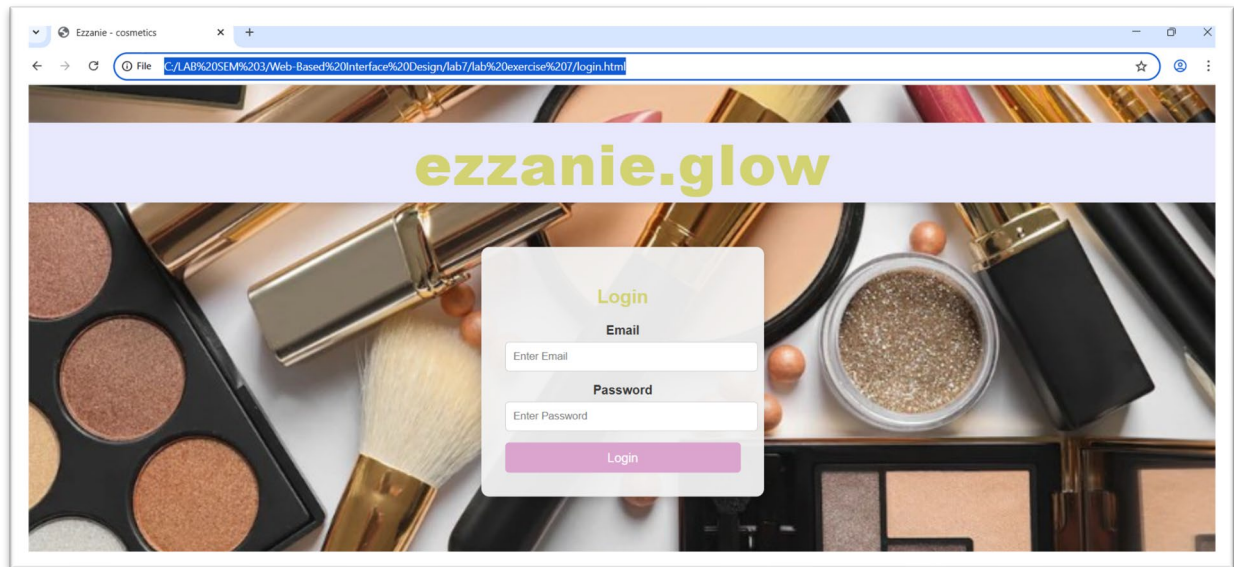 Ezzanie - cosmetics
File C:/LAB%20SEM%203/Web-Based%20Interface%20Design/lab7/lab%20exercise%207/login.html
ezzanie.glow
Login
Email
Enter Email
Password
Enter Password
Login